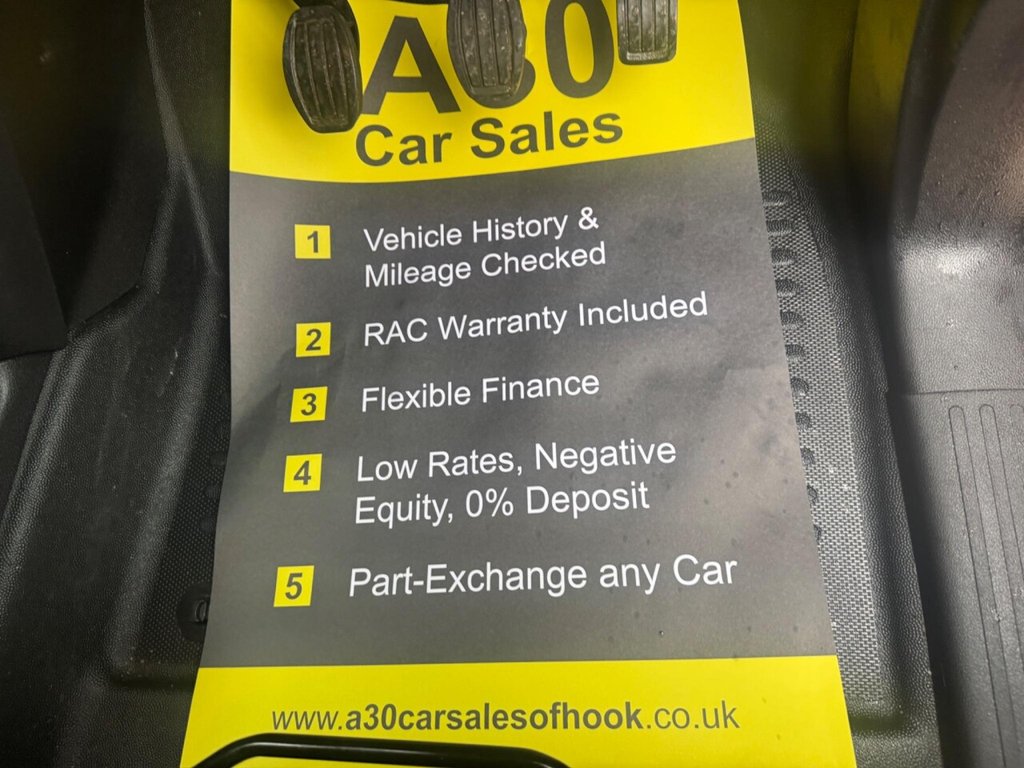 A30
Car Sales
1 Vehicle History &
Mileage Checked
2 RAC Warranty Included
3 Flexible Finance
4 Low Rates, Negative
Equity, 0% Deposit
5 Part-Exchange any Car
www.a30carsalesofhook.co.uk